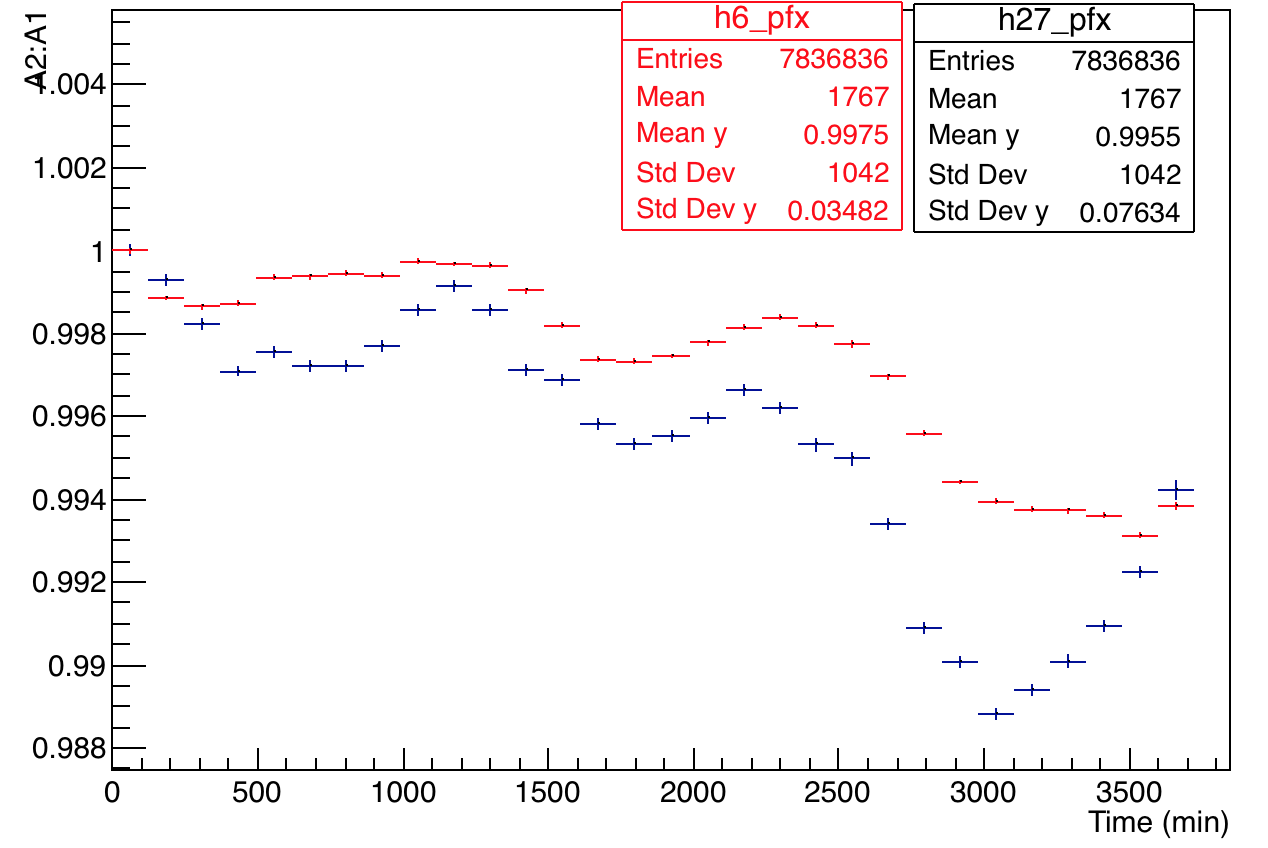 A2:A1
h6_pfx
Entries 7836836
Mean 1767
Mean y 0.9975
Std Dev 1042
Std Dev y 0.03482
h27_pfx
Entries 7836836
Mean 1767
Mean y 0.9955
Std Dev 1042
Std Dev y 0.07634
1.004
1.002
1
0.998
0.996
0.994
0.992
0.99
0.988
0 500 1000 1500 2000 2500 3000 3500
Time (min)